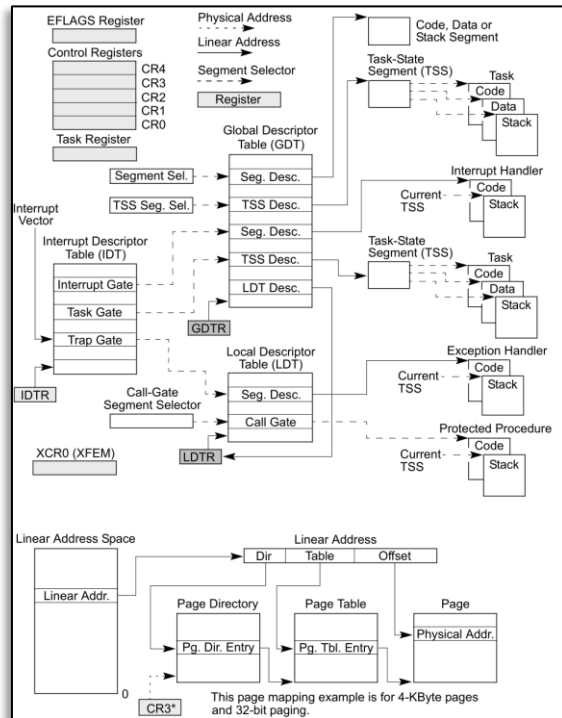 EFLAGS Register
Control Registers
CR4
CR3
CR2
CR1
CR0
Task Register
Physical Address
Linear Address
Segment Selector
Register
Code, Data or
Stack Segment
Task-State
Segment (TSS)
Task
Code
Data
Stack
Global Descriptor
Table (GDT)
Segment Sel.
Seg. Desc.
TSS Seg. Sel.
TSS Desc.
Seg. Desc.
TSS Desc.
LDT Desc.
GDTR
Interrupt Handler
Code
Current
TSS
Stack
Interrupt
Vector
Interrupt Descriptor
Table (IDT)
Interrupt Gate
Task Gate
Trap Gate
IDTR
Task-State
Segment (TSS)
Task
Code
Data
Stack
Local Descriptor
Table (LDT)
Call-Gate
Segment Selector
Seg. Desc.
Call Gate
LDTR
Exception Handler
Code
Current
TSS
Stack
Protected Procedure
Code
Current
TSS
Stack
XCR0 (XFEM)
Linear Address Space
Linear Addr.
0
Linear Address
Dir
Table
Offset
Page Directory
Pg. Dir. Entry
Page Table
Pg. Tbl. Entry
Page
Physical Addr.
CR3*
This page mapping example is for 4-KByte pages
and 32-bit paging.